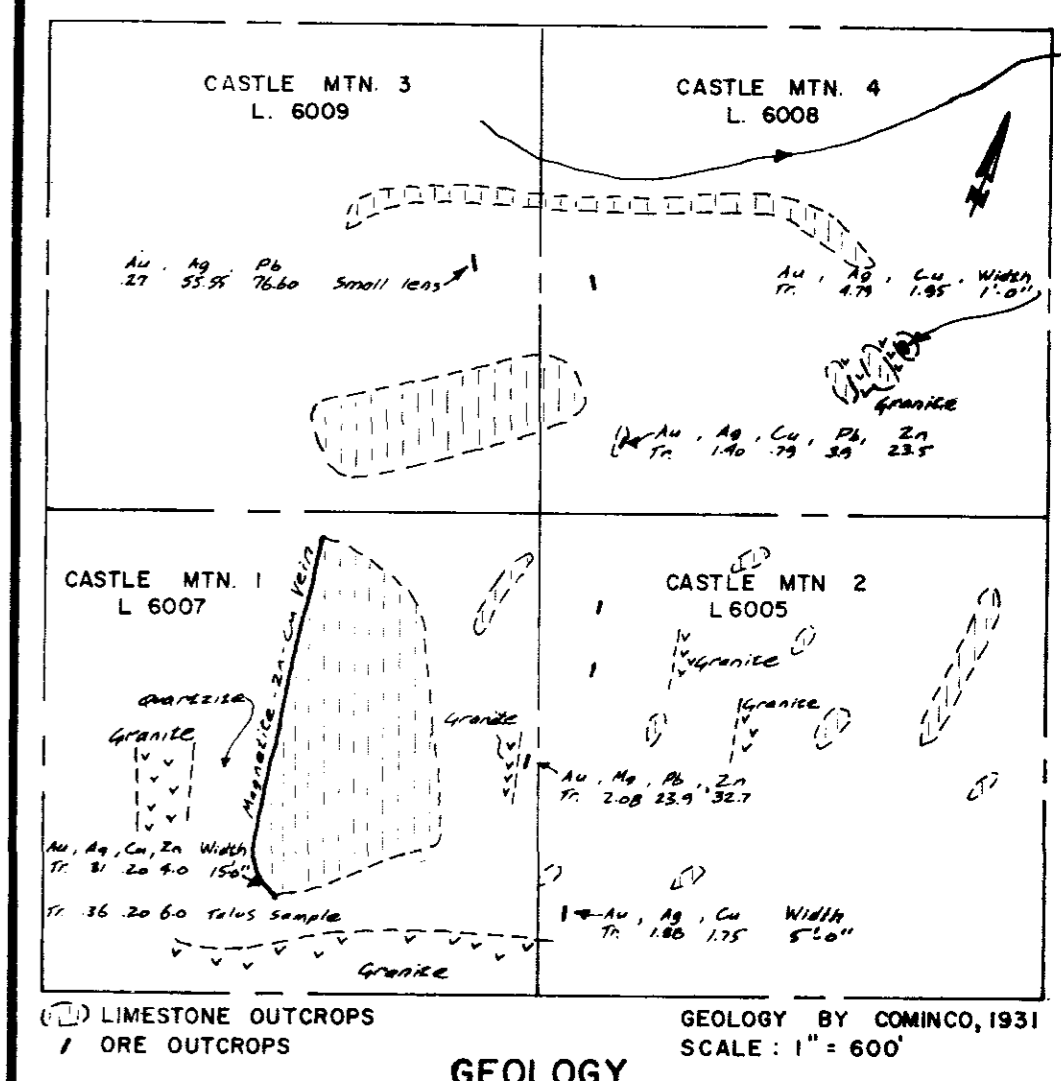 CASTLE MTN. 3
L. 6009
CASTLE MTN. 4
L. 6008
Au , Ag , Pb
.27 55.55 76.60 Small lens
Au , Ag , Cu , Width
Tr. 4.79 1.95 1'-0"
Granite
Au , Ag , Cu , Pb , Zn
Tr. 1.40 .79 3.9 23.5
CASTLE MTN. 1
L 6007
Magnetite-Zn-Cu Vein
Quartzite
Granite
Granite
CASTLE MTN 2
L 6005
Granite
Granite
Au , Mg , Pb , Zn
Tr. 2.08 23.9 32.7
Au , Ag , Cu , Zn Width
Tr. .31 .20 4.0 15'0"
Tr. .36 .20 6.0 Talus Sample
Au , Ag , Cu Width
Tr. 1.88 1.75 5'-0"
Granite
LIMESTONE OUTCROPS
ORE OUTCROPS
GEOLOGY BY COMINCO, 1931
SCALE : 1" = 600'
GEOLOGY